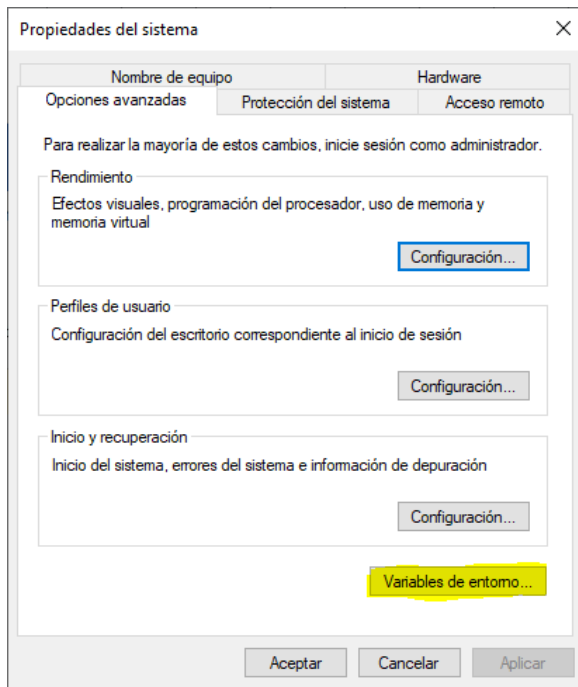 Propiedades del sistema
Nombre de equipo
Hardware
Opciones avanzadas
Protección del sistema
Acceso remoto
Para realizar la mayoría de estos cambios, inicie sesión como administrador.
Rendimiento
Efectos visuales, programación del procesador, uso de memoria y
memoria virtual
Configuración...
Perfiles de usuario
Configuración del escritorio correspondiente al inicio de sesión
Configuración...
Inicio y recuperación
Inicio del sistema, errores del sistema e información de depuración
Configuración...
Variables de entorno...
Aceptar
Cancelar
Aplicar